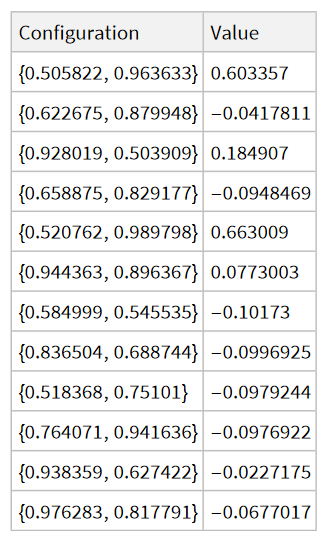 Configuration Value
{0.505822, 0.963633} 0.603357
{0.622675, 0.879948} −0.0417811
{0.928019, 0.503909} 0.184907
{0.658875, 0.829177} −0.0948469
{0.520762, 0.989798} 0.663009
{0.944363, 0.896367} 0.0773003
{0.584999, 0.545535} −0.10173
{0.836504, 0.688744} −0.0996925
{0.518368, 0.75101} −0.0979244
{0.764071, 0.941636} −0.0976922
{0.938359, 0.627422} −0.0227175
{0.976283, 0.817791} −0.0677017